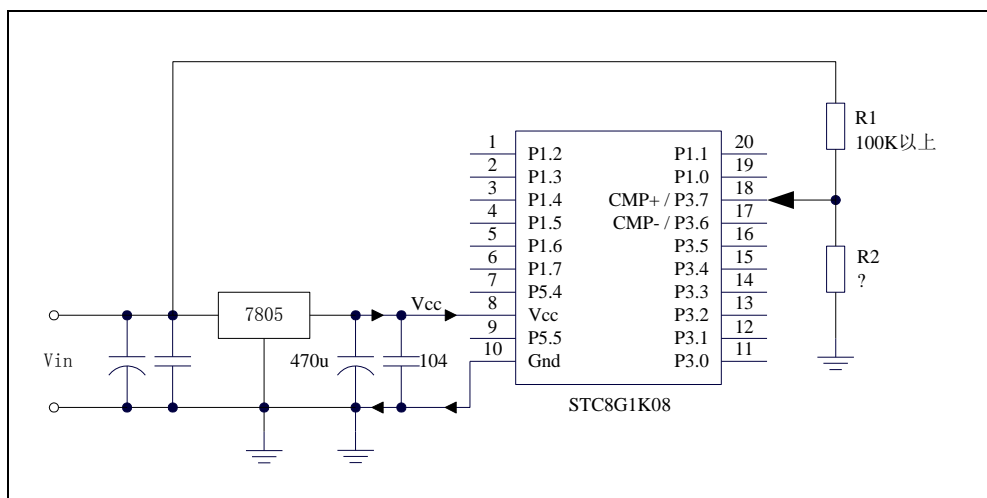 R1
100K以上
1
P1.2
P1.1
20
2
P1.3
P1.0
19
3
P1.4
CMP+ / P3.7
18
4
P1.5
CMP- / P3.6
17
5
P1.6
P3.5
16
6
P1.7
P3.4
15
7
P5.4
P3.3
14
8
Vcc
P3.2
13
9
P5.5
P3.1
12
10
Gnd
P3.0
11
R2
?
Vcc
7805
Vin
470u
104
STC8G1K08